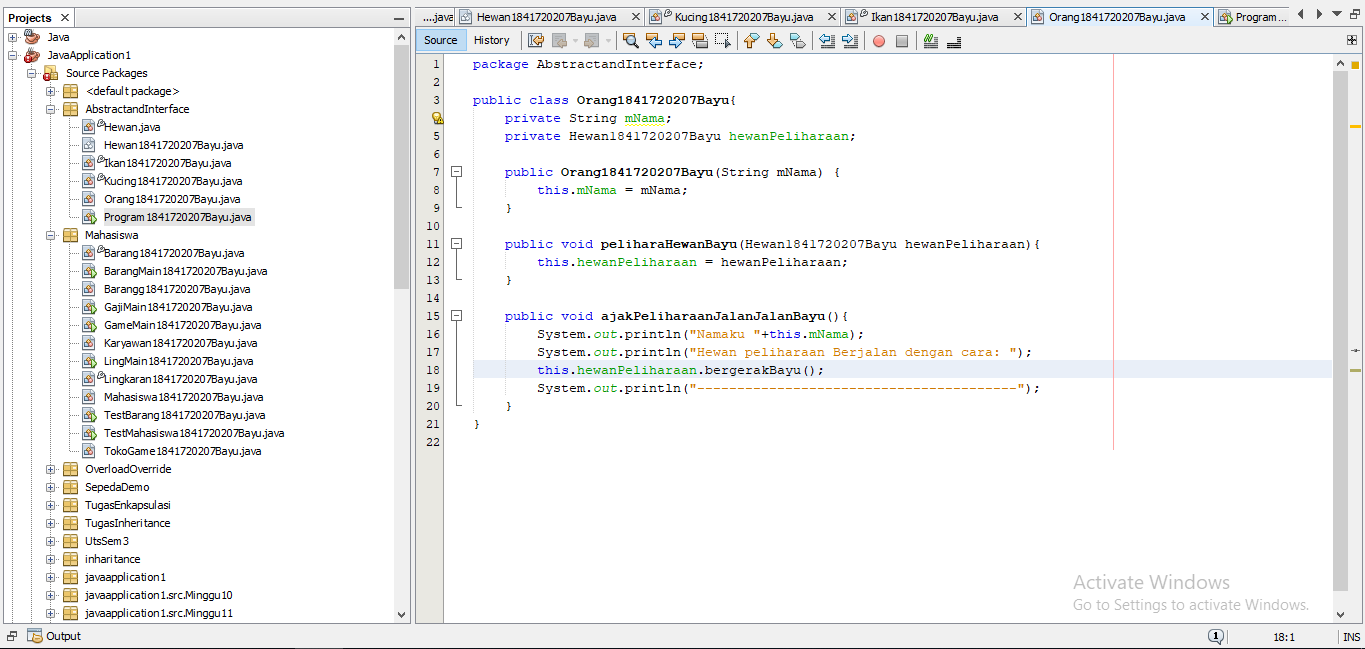 Projects
Java
JavaApplication1
Source Packages
<default package>
AbstractandInterface
Hewan.java
Hewan1841720207Bayu.java
Ikan1841720207Bayu.java
Kucing1841720207Bayu.java
Orang1841720207Bayu.java
Program1841720207Bayu.java
Mahasiswa
Barang1841720207Bayu.java
BarangMain1841720207Bayu.java
Barangg1841720207Bayu.java
GajiMain1841720207Bayu.java
GameMain1841720207Bayu.java
Karyawan1841720207Bayu.java
LingMain1841720207Bayu.java
Lingkaran1841720207Bayu.java
Mahasiswa1841720207Bayu.java
TestBarang1841720207Bayu.java
TestMahasiswa1841720207Bayu.java
TokoGame1841720207Bayu.java
OverloadOverride
SepedaDemo
TugasEnkapsulasi
TugasInheritance
UtsSem3
inharitance
javaapplication1
javaapplication1.src.Minggu10
javaapplication1.src.Minggu11
...java Hewan1841720207Bayu.java Kucing1841720207Bayu.java Ikan1841720207Bayu.java Orang1841720207Bayu.java Program...
Source History
1 package AbstractandInterface;
2
3 public class Orang1841720207Bayu{
private String mNama;
5 private Hewan1841720207Bayu hewanPeliharaan;
6
7 public Orang1841720207Bayu(String mNama) {
8 this.mNama = mNama;
9 }
10
11 public void peliharaHewanBayu(Hewan1841720207Bayu hewanPeliharaan){
12 this.hewanPeliharaan = hewanPeliharaan;
13 }
14
15 public void ajakPeliharaanJalanJalanBayu(){
16 System.out.println("Namaku "+this.mNama);
17 System.out.println("Hewan peliharaan Berjalan dengan cara: ");
18 this.hewanPeliharaan.bergerakBayu();
19 System.out.println("----------------------------------------");
20 }
21 }
22
Activate Windows
Go to Settings to activate Windows.
Output
1 18:1 INS